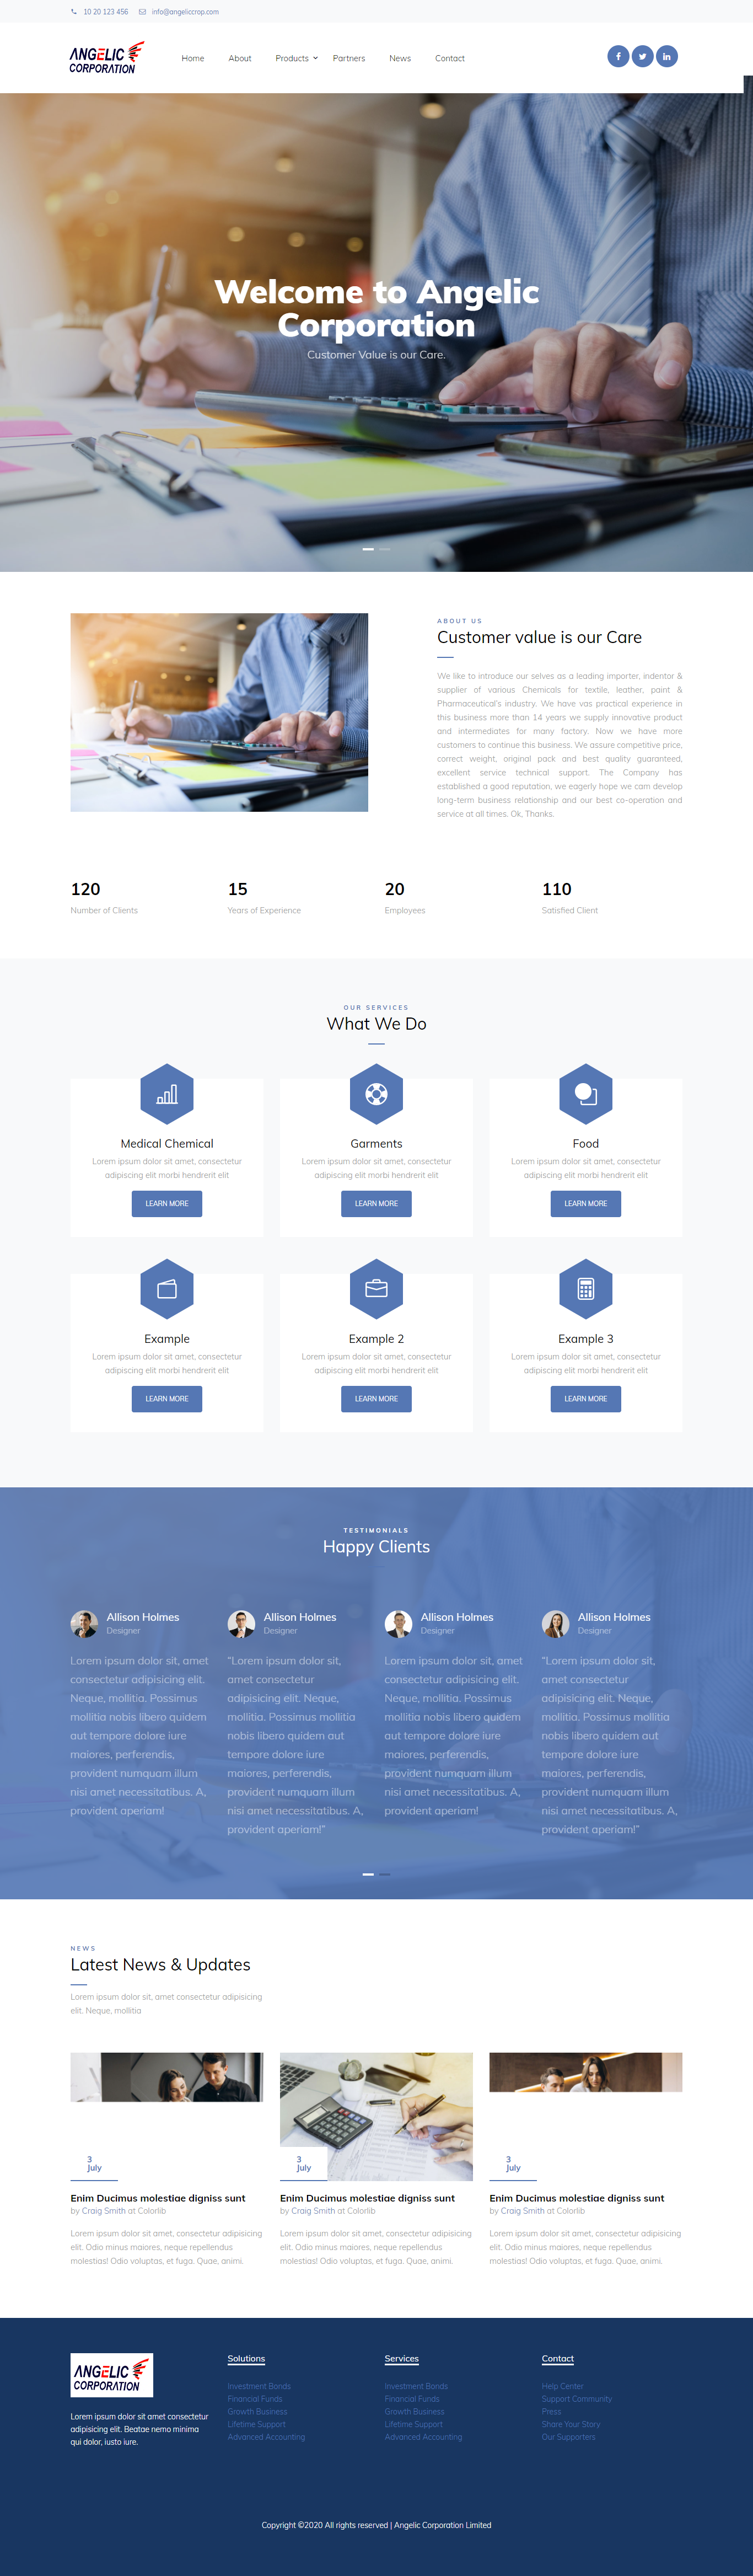 10 20 123 456 info@angeliccrop.com
ANGELIC
CORPORATION
Home About Products Partners News Contact
Welcome to Angelic
Corporation
Customer Value is our Care.
ABOUT US
Customer value is our Care
We like to introduce our selves as a leading importer, indentor &
supplier of various Chemicals for textile, leather, paint &
Pharmaceutical's industry. We have vas practical experience in
this business more than 14 years we supply innovative product
and intermediates for many factory. Now we have more
customers to continue this business. We assure competitive price,
correct weight, original pack and best quality guaranteed,
excellent service technical support. The Company has
established a good reputation, we eagerly hope we cam develop
long-term business relationship and our best co-operation and
service at all times. Ok, Thanks.
120
Number of Clients
15
Years of Experience
20
Employees
110
Satisfied Client
OUR SERVICES
What We Do
Medical Chemical
Lorem ipsum dolor sit amet, consectetur
adipiscing elit morbi hendrerit elit
LEARN MORE
Garments
Lorem ipsum dolor sit amet, consectetur
adipiscing elit morbi hendrerit elit
LEARN MORE
Food
Lorem ipsum dolor sit amet, consectetur
adipiscing elit morbi hendrerit elit
LEARN MORE
Example
Lorem ipsum dolor sit amet, consectetur
adipiscing elit morbi hendrerit elit
LEARN MORE
Example 2
Lorem ipsum dolor sit amet, consectetur
adipiscing elit morbi hendrerit elit
LEARN MORE
Example 3
Lorem ipsum dolor sit amet, consectetur
adipiscing elit morbi hendrerit elit
LEARN MORE
TESTIMONIALS
Happy Clients
Allison Holmes
Designer
Lorem ipsum dolor sit, amet
consectetur adipisicing elit.
Neque, mollitia. Possimus
mollitia nobis libero quidem
aut tempore dolore iure
maiores, perferendis,
provident numquam illum
nisi amet necessitatibus. A,
provident aperiam!
Allison Holmes
Designer
"Lorem ipsum dolor sit,
amet consectetur
adipisicing elit. Neque,
mollitia. Possimus mollitia
nobis libero quidem aut
tempore dolore iure
maiores, perferendis,
provident numquam illum
nisi amet necessitatibus. A,
provident aperiam!"
Allison Holmes
Designer
Lorem ipsum dolor sit, amet
consectetur adipisicing elit.
Neque, mollitia. Possimus
mollitia nobis libero quidem
aut tempore dolore iure
maiores, perferendis,
provident numquam illum
nisi amet necessitatibus. A,
provident aperiam!
Allison Holmes
Designer
"Lorem ipsum dolor sit,
amet consectetur
adipisicing elit. Neque,
mollitia. Possimus mollitia
nobis libero quidem aut
tempore dolore iure
maiores, perferendis,
provident numquam illum
nisi amet necessitatibus. A,
provident aperiam!"
NEWS
Latest News & Updates
Lorem ipsum dolor sit, amet consectetur adipisicing
elit. Neque, mollitia
3
July
Enim Ducimus molestiae digniss sunt
by Craig Smith at Colorlib
Lorem ipsum dolor sit amet, consectetur adipisicing
elit. Odio minus maiores, neque repellendus
molestias! Odio voluptas, et fuga. Quae, animi.
3
July
Enim Ducimus molestiae digniss sunt
by Craig Smith at Colorlib
Lorem ipsum dolor sit amet, consectetur adipisicing
elit. Odio minus maiores, neque repellendus
molestias! Odio voluptas, et fuga. Quae, animi.
3
July
Enim Ducimus molestiae digniss sunt
by Craig Smith at Colorlib
Lorem ipsum dolor sit amet, consectetur adipisicing
elit. Odio minus maiores, neque repellendus
molestias! Odio voluptas, et fuga. Quae, animi.
ANGELIC
CORPORATION
Lorem ipsum dolor sit amet consectetur
adipisicing elit. Beatae nemo minima
qui dolor, iusto iure.
Solutions
Investment Bonds
Financial Funds
Growth Business
Lifetime Support
Advanced Accounting
Services
Investment Bonds
Financial Funds
Growth Business
Lifetime Support
Advanced Accounting
Contact
Help Center
Support Community
Press
Share Your Story
Our Supporters
Copyright ©2020 All rights reserved | Angelic Corporation Limited